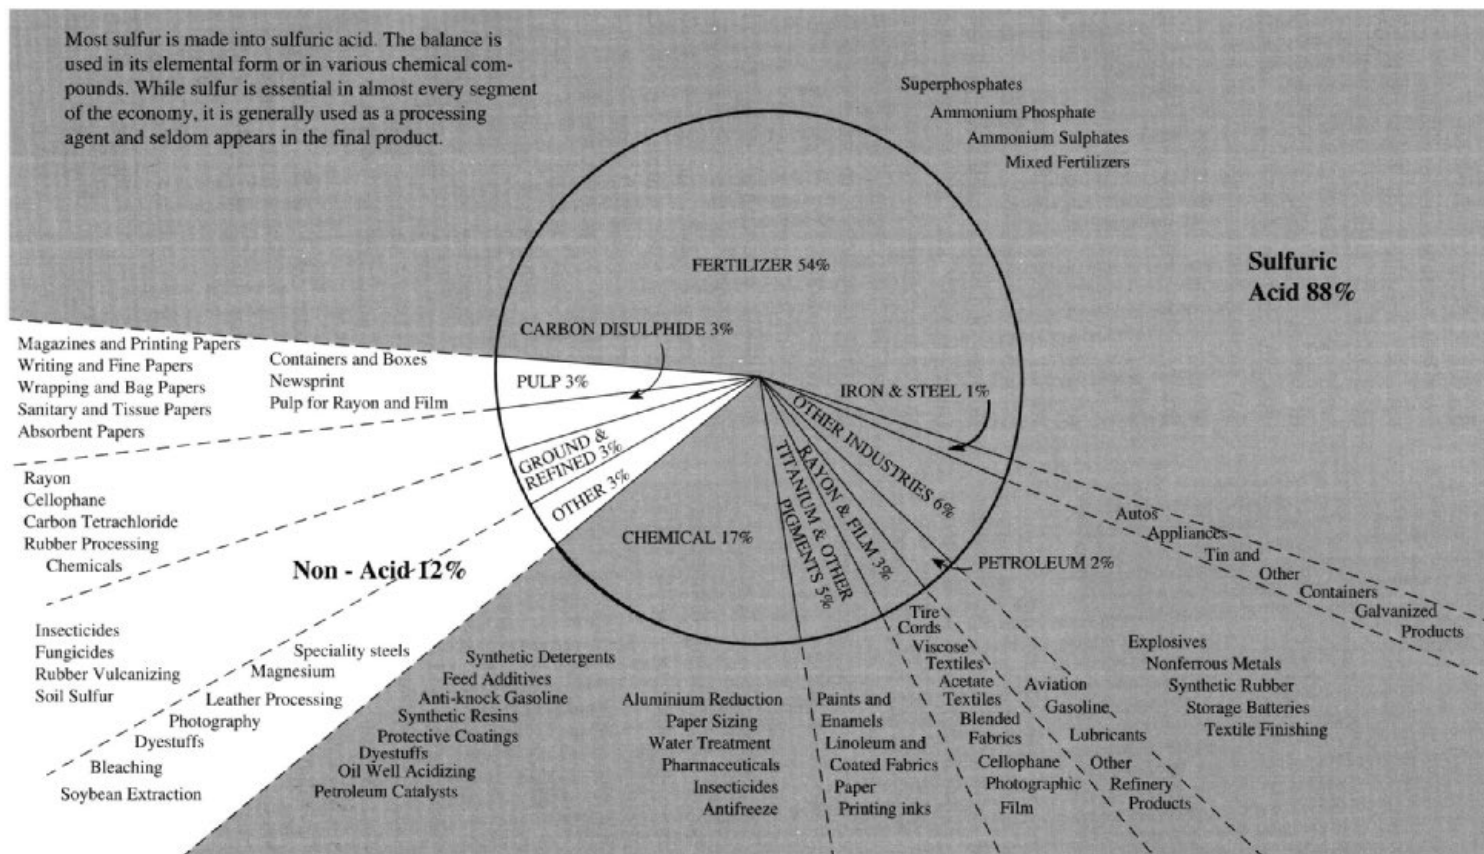 Most sulfur is made into sulfuric acid. The balance is
used in its elemental form or in various chemical com-
pounds. While sulfur is essential in almost every segment
of the economy, it is generally used as a processing
agent and seldom appears in the final product.
Superphosphates
Ammonium Phosphate
Ammonium Sulphates
Mixed Fertilizers
FERTILIZER 54%
Sulfuric
Acid 88%
CARBON DISULPHIDE 3%
PULP 3%
IRON & STEEL 1%
OTHER INDUSTRIES 6%
RAYON & FILM 3%
TITANIUM & OTHER
PIGMENTS 5%
GROUND &
REFINED 3%
OTHER 3%
CHEMICAL 17%
PETROLEUM 2%
Non - Acid 12%
Magazines and Printing Papers
Writing and Fine Papers
Wrapping and Bag Papers
Sanitary and Tissue Papers
Absorbent Papers
Containers and Boxes
Newsprint
Pulp for Rayon and Film
Rayon
Cellophane
Carbon Tetrachloride
Rubber Processing
Chemicals
Insecticides
Fungicides
Rubber Vulcanizing
Soil Sulfur
Speciality steels
Magnesium
Leather Processing
Photography
Dyestuffs
Bleaching
Soybean Extraction
Synthetic Detergents
Feed Additives
Anti-knock Gasoline
Synthetic Resins
Protective Coatings
Dyestuffs
Oil Well Acidizing
Petroleum Catalysts
Aluminium Reduction
Paper Sizing
Water Treatment
Pharmaceuticals
Insecticides
Antifreeze
Paints and
Enamels
Linoleum and
Coated Fabrics
Paper
Printing inks
Tire
Cords
Viscose
Textiles
Acetate
Textiles
Blended
Fabrics
Cellophane
Photographic
Film
Aviation
Gasoline
Lubricants
Other
Refinery
Products
Explosives
Nonferrous Metals
Synthetic Rubber
Storage Batteries
Textile Finishing
Autos
Appliances
Tin and
Other
Containers
Galvanized
Products